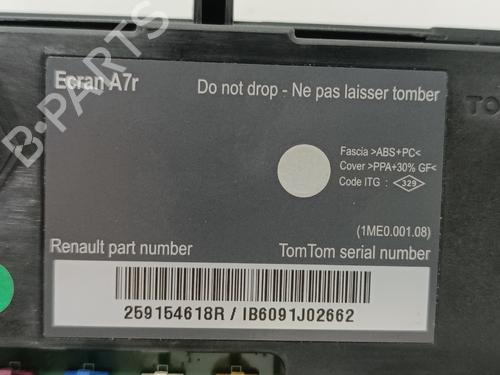 Ecran A7r
Do not drop - Ne pas laisser tomber
TO
Fascia >ABS+PC<
Cover >PPA+30% GF<
Code ITG : 329
(1ME0.001.08)
Renault part number
TomTom serial number
259154618R / IB6091J02662
B-PARTS